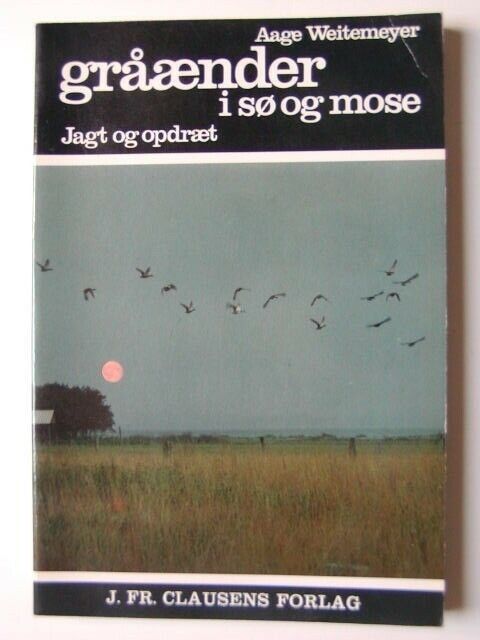 Aage Weitemeyer
gråænder
i sø og mose
Jagt og opdræt
J. FR. CLAUSENS FORLAG